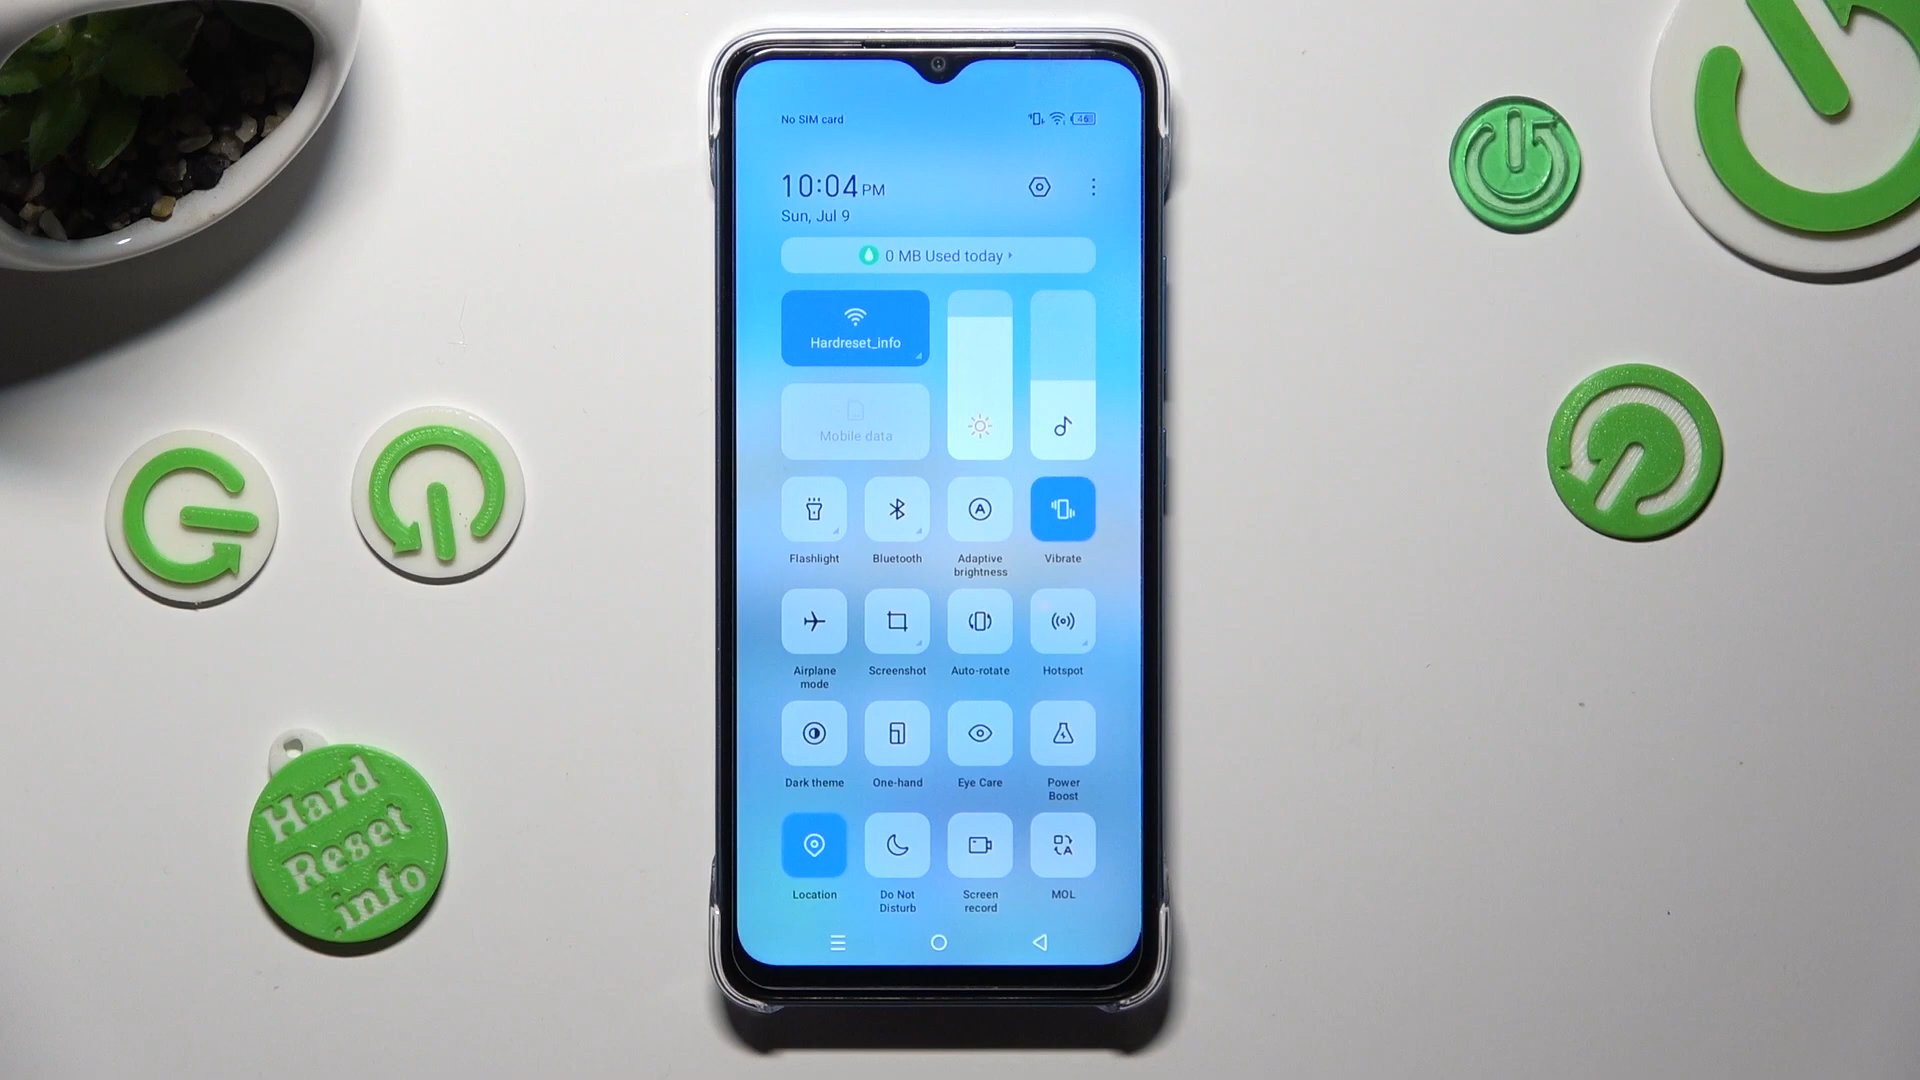 No SIM card
46
10:04 PM
Sun, Jul 9
0 MB Used today
Hardreset_info
Mobile data
A
Flashlight
Bluetooth
Adaptive
brightness
Vibrate
Airplane
mode
Screenshot
Auto-rotate
Hotspot
Dark theme
One-hand
Eye Care
Power
Boost
A
Location
Do Not
Disturb
Screen
record
MOL
Hard
Reset
.info